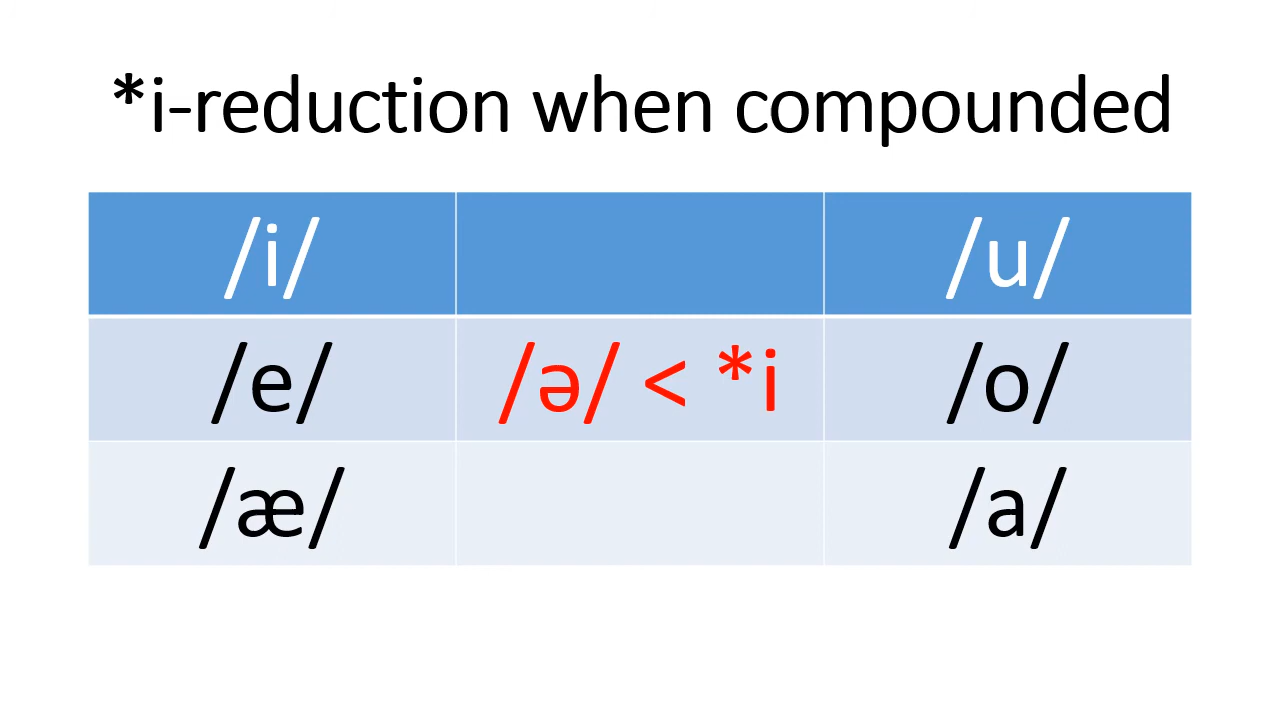 *i-reduction when compounded
/i/ /u/
/e/ /ə/ < *i /o/
/æ/ /a/